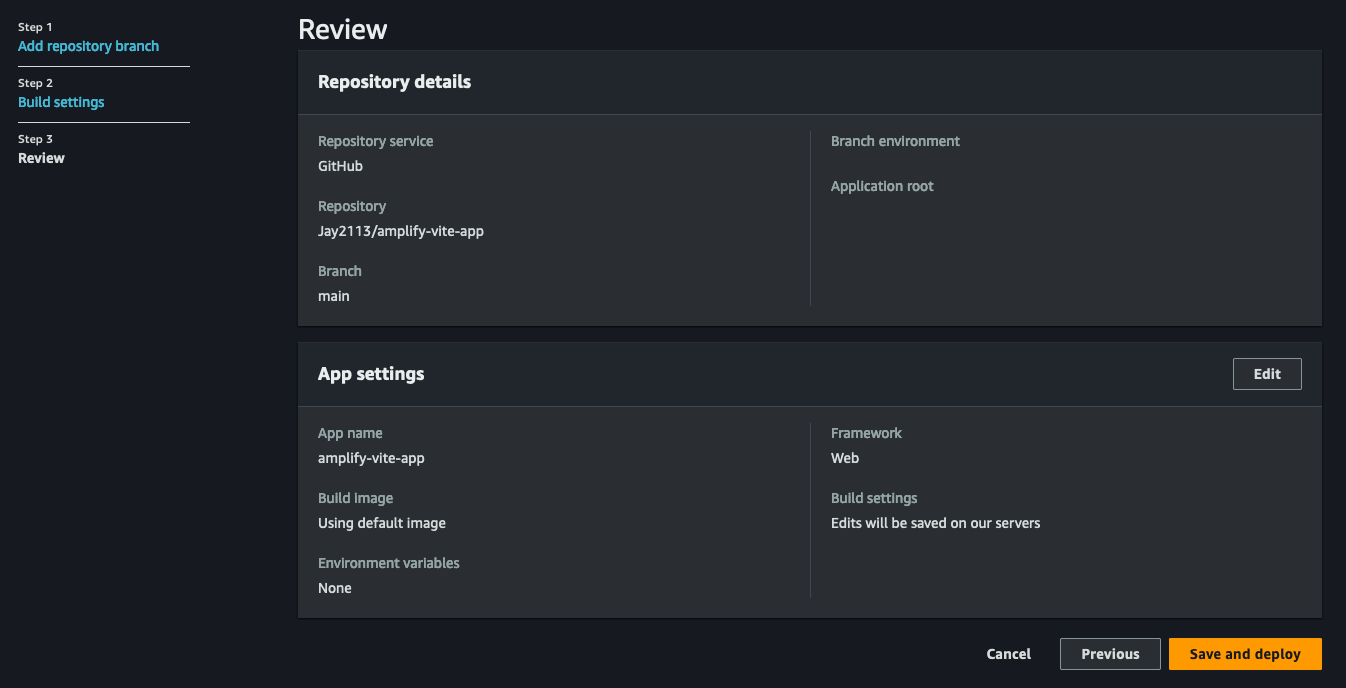 Step 1
Add repository branch
Step 2
Build settings
Step 3
Review
Review
Repository details
Repository service
GitHub
Repository
Jay2113/amplify-vite-app
Branch
main
Branch environment
Application root
App settings
Edit
App name
amplify-vite-app
Build image
Using default image
Environment variables
None
Framework
Web
Build settings
Edits will be saved on our servers
Cancel
Previous
Save and deploy